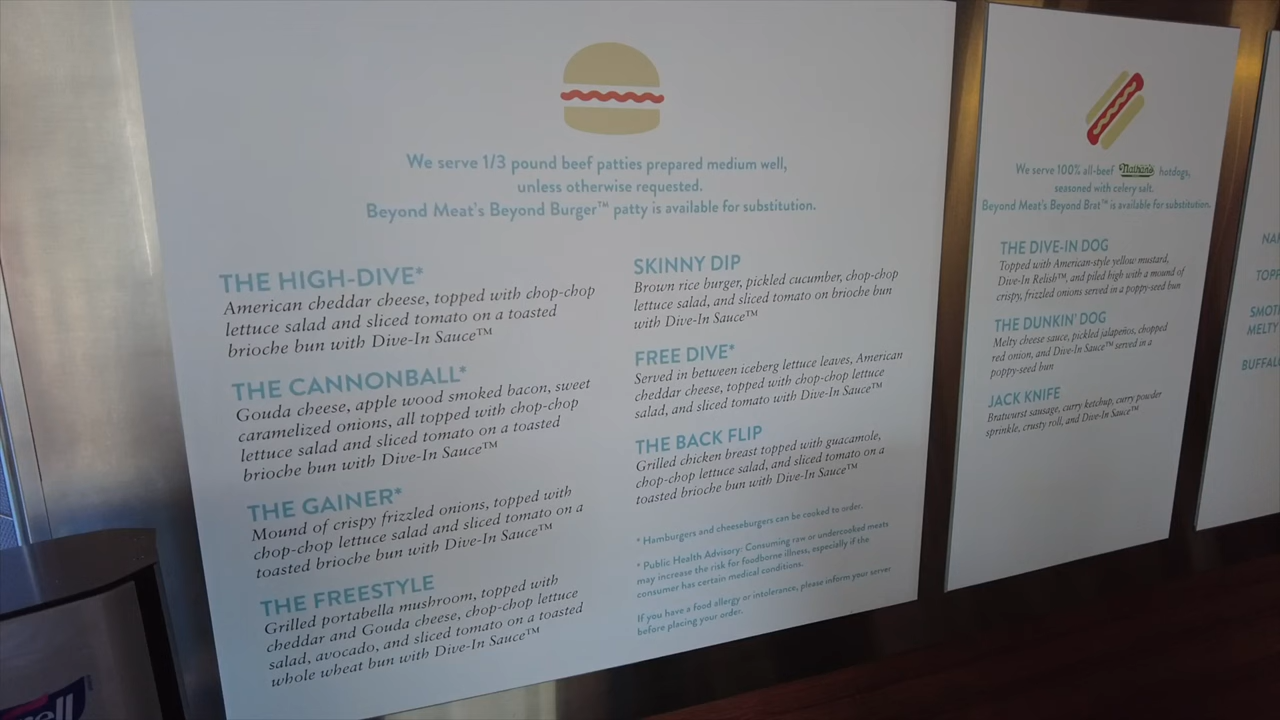 We serve 1/3 pound beef patties prepared medium well,
unless otherwise requested.
Beyond Meat's Beyond Burger™ patty is available for substitution.
THE HIGH-DIVE*
American cheddar cheese, topped with chop-chop
lettuce salad and sliced tomato on a toasted
brioche bun with Dive-In Sauce™
THE CANNONBALL*
Gouda cheese, apple wood smoked bacon, sweet
caramelized onions, all topped with chop-chop
lettuce salad and sliced tomato on a toasted
brioche bun with Dive-In Sauce™
THE GAINER*
Mound of crispy frizzled onions, topped with
chop-chop lettuce salad and sliced tomato on a
toasted brioche bun with Dive-In Sauce™
THE FREESTYLE
Grilled portabella mushroom, topped with
cheddar and Gouda cheese, chop-chop lettuce
salad, avocado, and sliced tomato on a toasted
whole wheat bun with Dive-In Sauce™
SKINNY DIP
Brown rice burger, pickled cucumber, chop-chop
lettuce salad, and sliced tomato on brioche bun
with Dive-In Sauce™
FREE DIVE*
Served in between iceberg lettuce leaves, American
cheddar cheese, topped with chop-chop lettuce
salad, and sliced tomato with Dive-In Sauce™
THE BACK FLIP
Grilled chicken breast topped with guacamole,
chop-chop lettuce salad, and sliced tomato on a
toasted brioche bun with Dive-In Sauce™
* Hamburgers and cheeseburgers can be cooked to order.
* Public Health Advisory: Consuming raw or undercooked meats
may increase the risk for foodborne illness, especially if the
consumer has certain medical conditions.
If you have a food allergy or intolerance, please inform your server
before placing your order.
We serve 100% all-beef Nathan's hotdogs,
seasoned with celery salt.
Beyond Meat's Beyond Brat™ is available for substitution.
THE DIVE-IN DOG
Topped with American-style yellow mustard,
Dive-In Relish™, and piled high with a mound of
crispy, frizzled onions served in a poppy-seed bun
THE DUNKIN' DOG
Melty cheese sauce, pickled jalapeños, chopped
red onion, and Dive-In Sauce™ served in a
poppy-seed bun
JACK KNIFE
Bratwurst sausage, curry ketchup, curry powder
sprinkle, crusty roll, and Dive-In Sauce™
NA
TOPP
SMOT
MELTY
BUFFAL
ell